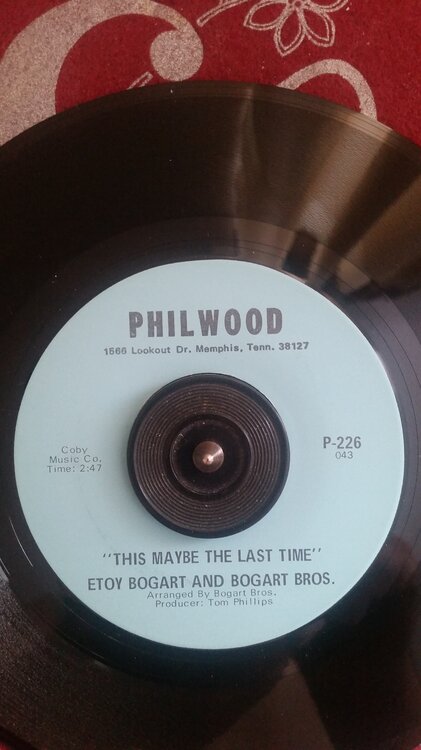 PHILWOOD
1566 Lookout Dr. Memphis, Tenn. 38127
Coby
Music Co.
Time: 2:47
P-226
043
"THIS MAYBE THE LAST TIME"
ETOY BOGART AND BOGART BROS.
Arranged By Bogart Bros.
Producer: Tom Phillips